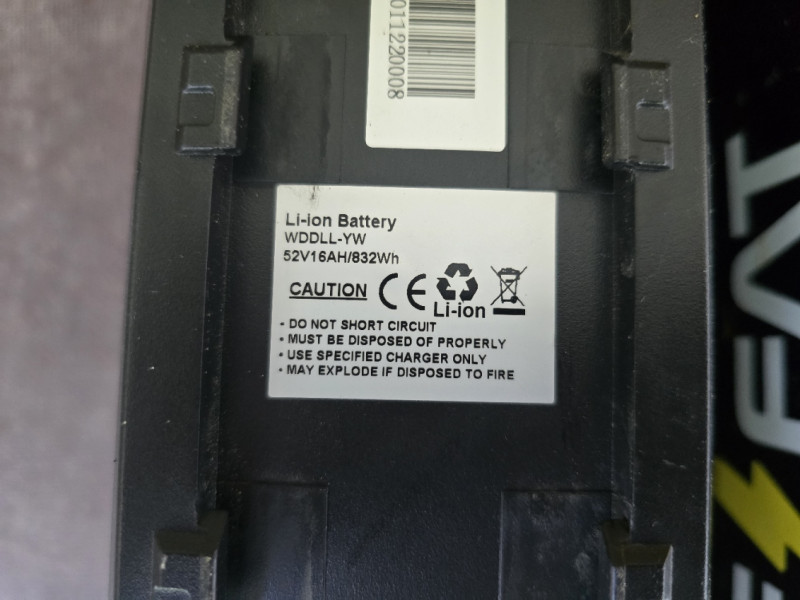 011220008
Li-ion Battery
WDDLL-YW
52V16AH/832Wh
CAUTION CE
Li-ion
- DO NOT SHORT CIRCUIT
• MUST BE DISPOSED OF PROPERLY
• USE SPECIFIED CHARGER ONLY
• MAY EXPLODE IF DISPOSED TO FIRE